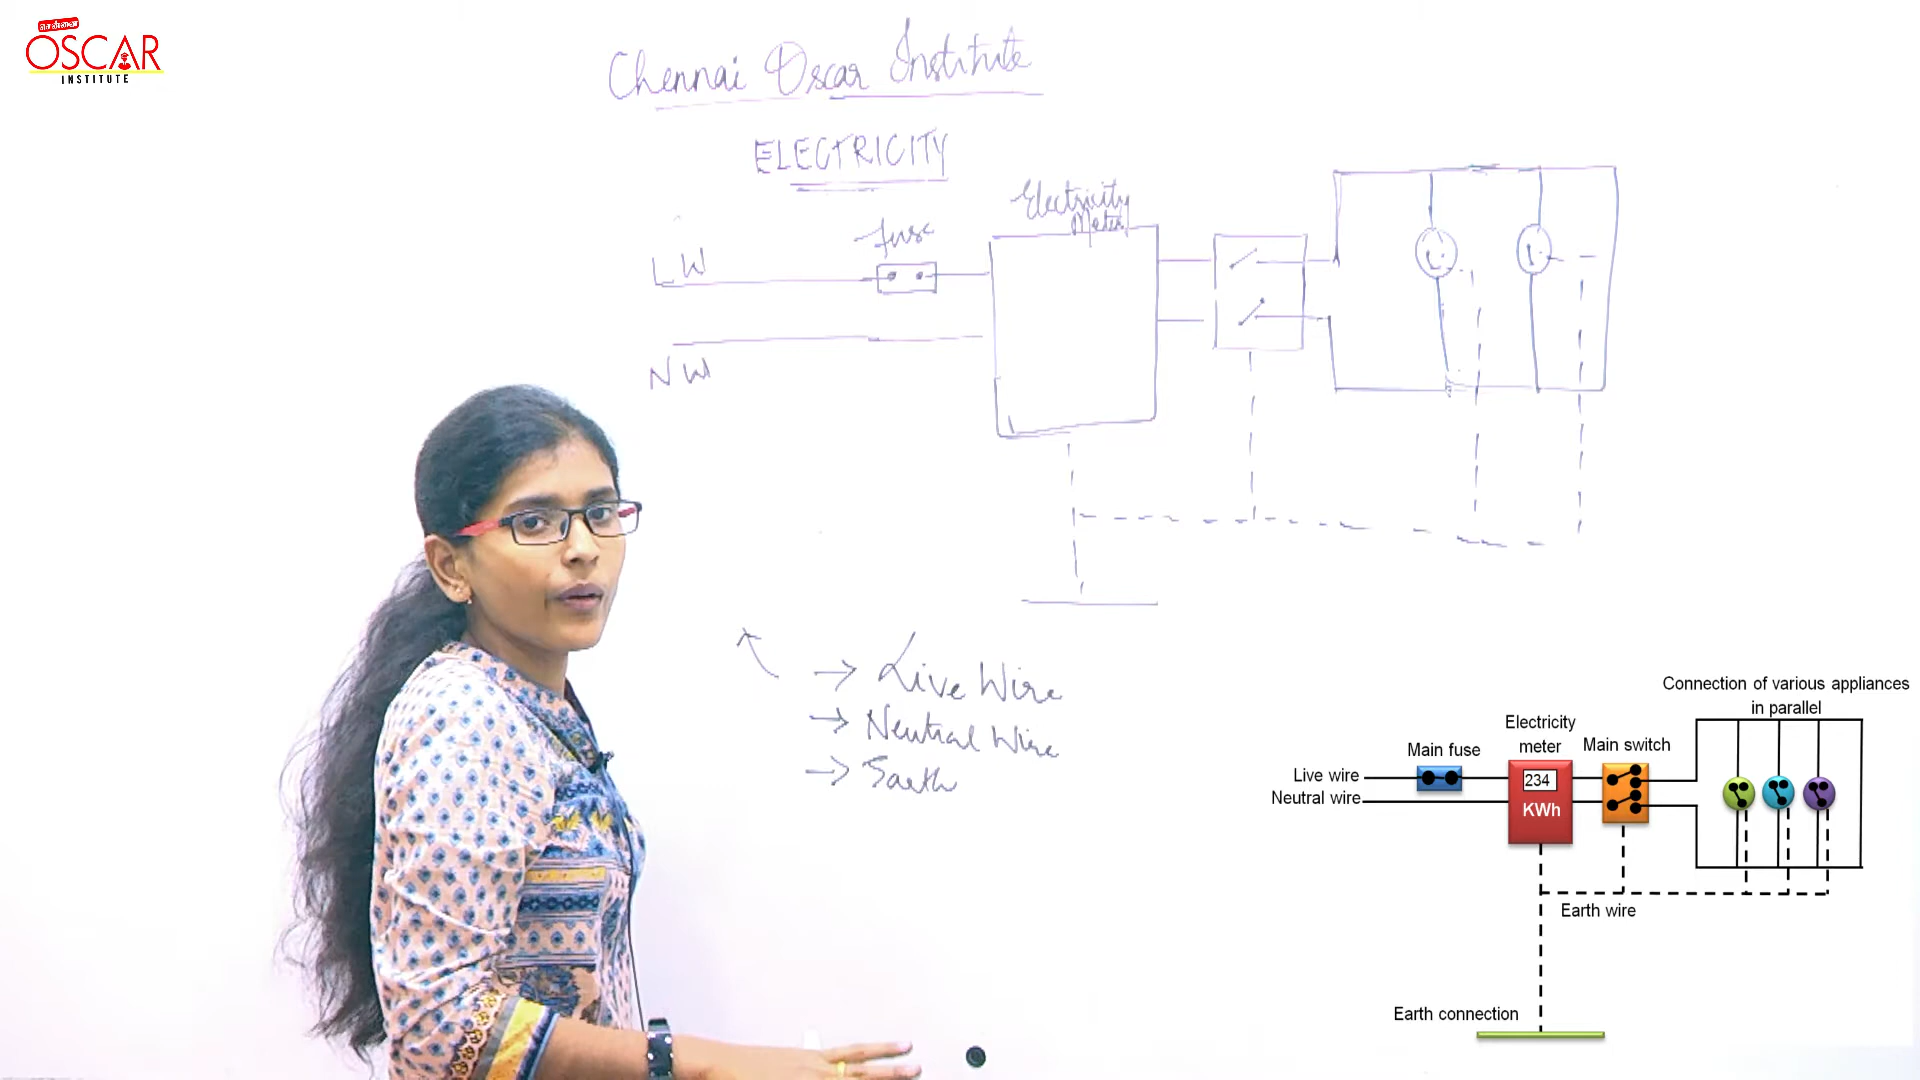 OSCAR
INSTITUTE
Chennai Oscar Institute
ELECTRICITY
Electricity
Meter
fuse
L W
N W
→ Live Wire
→ Neutral Wire
→ Earth
Connection of various appliances
in parallel
Electricity
meter
Main fuse
Main switch
Live wire
Neutral wire
234
KWh
Earth wire
Earth connection